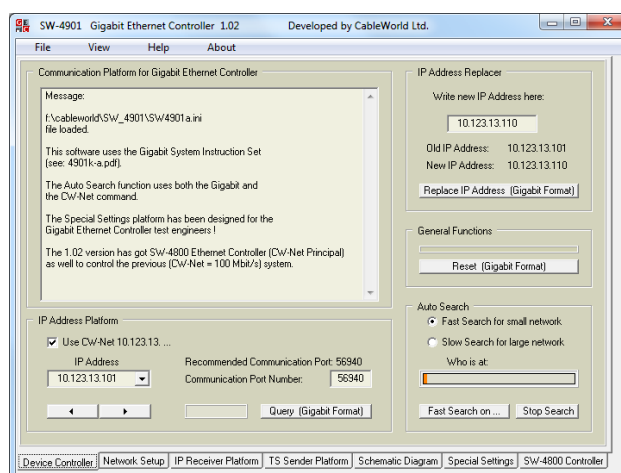 SW-4901 Gigabit Ethernet Controller 1.02 Developed by CableWorld Ltd.
File View Help About
Communication Platform for Gigabit Ethernet Controller
Message:
f:\cableworld\SW_4901\SW4901a.ini
file loaded.
This software uses the Gigabit System Instruction Set
(see: 4901k-a.pdf).
The Auto Search function uses both the Gigabit and
the CW-Net command.
The Special Settings platform has been designed for the
Gigabit Ethernet Controller test engineers !
The 1.02 version has got SW-4800 Ethernet Controller (CW-Net Principal)
as well to control the previous (CW-Net = 100 Mbit/s) system.
IP Address Replacer
Write new IP Address here:
10.123.13.110
Old IP Address: 10.123.13.101
New IP Address: 10.123.13.110
Replace IP Address (Gigabit Format)
General Functions
Reset (Gigabit Format)
IP Address Platform
Use CW-Net 10.123.13. ...
IP Address
10.123.13.101
Recommended Communication Port: 56940
Communication Port Number: 56940
Query (Gigabit Format)
Auto Search
Fast Search for small network
Slow Search for large network
Who is at:
Fast Search on ... Stop Search
Device Controller Network Setup IP Receiver Platform TS Sender Platform Schematic Diagram Special Settings SW-4800 Controller